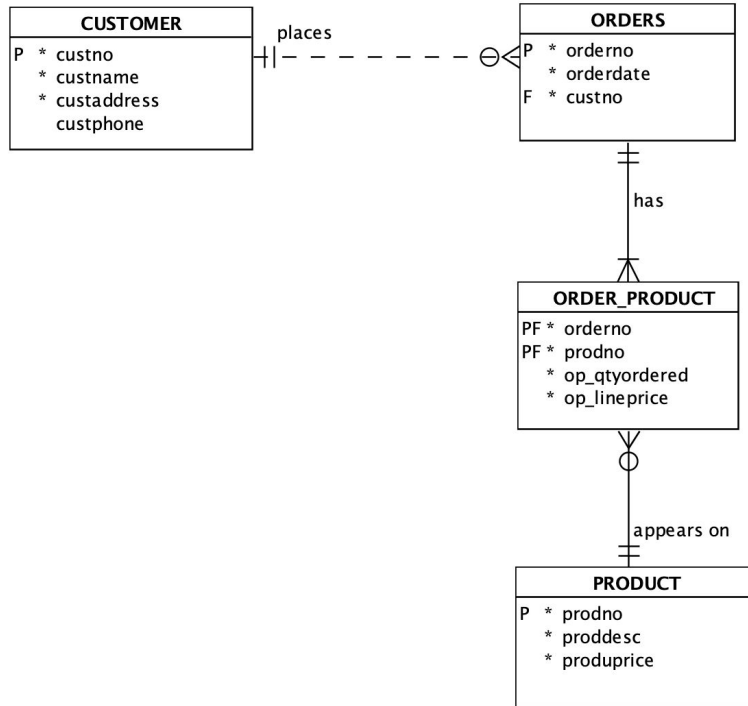 CUSTOMER
P * custno
* custname
* custaddress
custphone
places
ORDERS
P * orderno
* orderdate
F * custno
has
ORDER_PRODUCT
PF * orderno
PF * prodno
* op_qtyordered
* op_lineprice
appears on
PRODUCT
P * prodno
* proddesc
* produprice